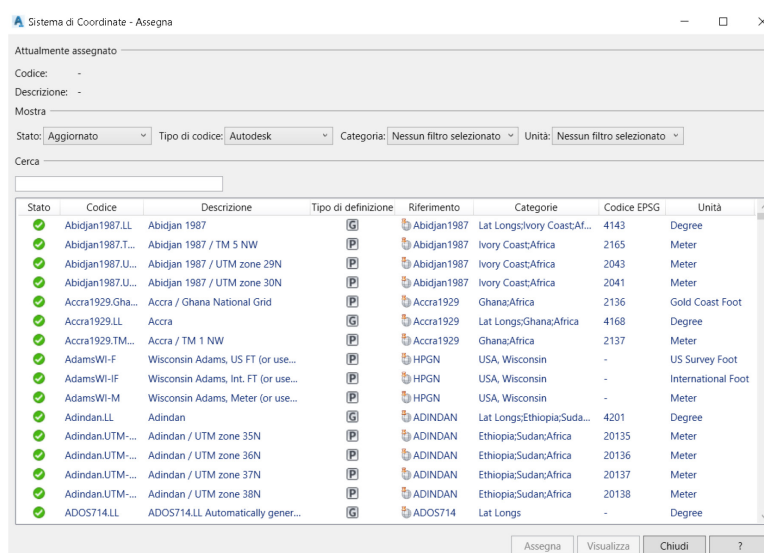 Sistema di Coordinate - Assegna
Attualmente assegnato
Codice: -
Descrizione: -
Mostra
Stato: Aggiornato Tipo di codice: Autodesk Categoria: Nessun filtro selezionato Unità: Nessun filtro selezionato
Cerca
Stato Codice Descrizione Tipo di definizione Riferimento Categorie Codice EPSG Unità
Abidjan1987.LL Abidjan 1987 G Abidjan1987 Lat Longs;Ivory Coast;Af... 4143 Degree
Abidjan1987.T... Abidjan 1987 / TM 5 NW P Abidjan1987 Ivory Coast;Africa 2165 Meter
Abidjan1987.U... Abidjan 1987 / UTM zone 29N P Abidjan1987 Ivory Coast;Africa 2043 Meter
Abidjan1987.U... Abidjan 1987 / UTM zone 30N P Abidjan1987 Ivory Coast;Africa 2041 Meter
Accra1929.Gha... Accra / Ghana National Grid P Accra1929 Ghana;Africa 2136 Gold Coast Foot
Accra1929.LL Accra G Accra1929 Lat Longs;Ghana;Africa 4168 Degree
Accra1929.TM... Accra / TM 1 NW P Accra1929 Ghana;Africa 2137 Meter
AdamsWI-F Wisconsin Adams, US FT (or use... P HPGN USA, Wisconsin - US Survey Foot
AdamsWI-IF Wisconsin Adams, Int. FT (or use... P HPGN USA, Wisconsin - International Foot
AdamsWI-M Wisconsin Adams, Meter (or use... P HPGN USA, Wisconsin - Meter
Adindan.LL Adindan G ADINDAN Lat Longs;Ethiopia;Suda... 4201 Degree
Adindan.UTM-... Adindan / UTM zone 35N P ADINDAN Ethiopia;Sudan;Africa 20135 Meter
Adindan.UTM-... Adindan / UTM zone 36N P ADINDAN Ethiopia;Sudan;Africa 20136 Meter
Adindan.UTM-... Adindan / UTM zone 37N P ADINDAN Ethiopia;Sudan;Africa 20137 Meter
Adindan.UTM-... Adindan / UTM zone 38N P ADINDAN Ethiopia;Sudan;Africa 20138 Meter
ADOS714.LL ADOS714.LL Automatically gener... G ADOS714 Lat Longs - Degree
Assegna Visualizza Chiudi ?